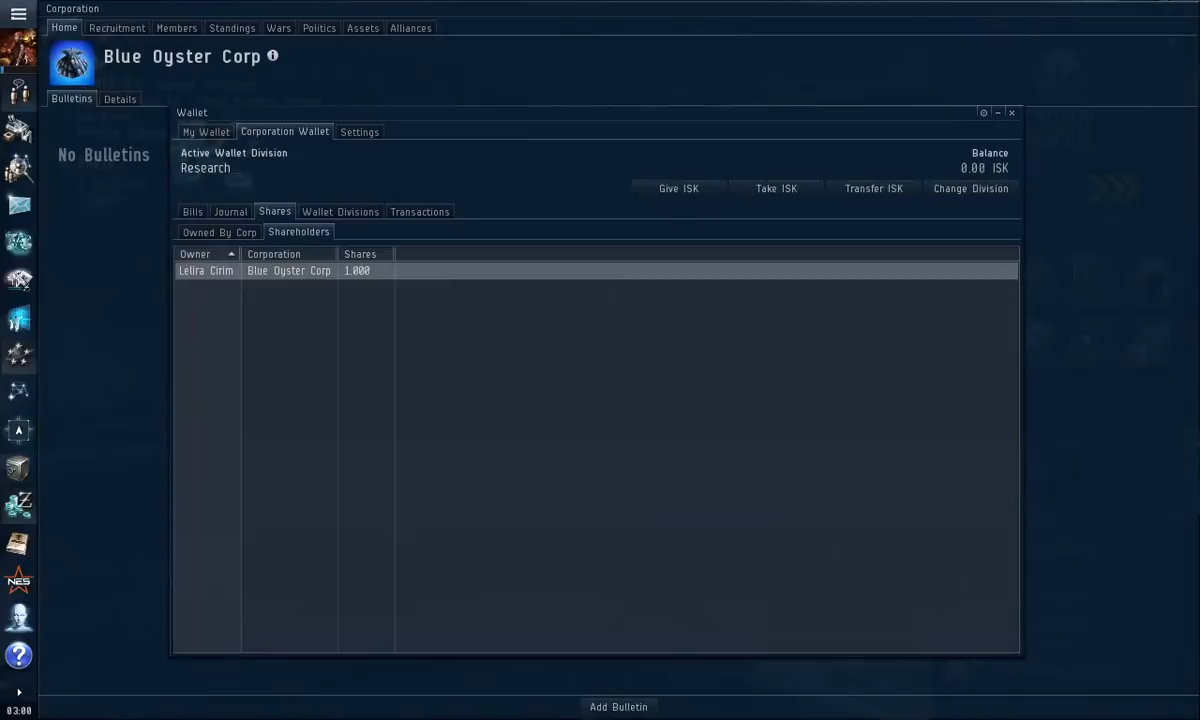 Corporation
Home Recruitment Members Standings Wars Politics Assets Alliances
Blue Oyster Corp
Bulletins Details
No Bulletins
Wallet
My Wallet Corporation Wallet Settings
Active Wallet Division Balance
Research 0.00 ISK
Give ISK Take ISK Transfer ISK Change Division
Bills Journal Shares Wallet Divisions Transactions
Owned By Corp Shareholders
Owner Corporation Shares
Lelira Cirim Blue Oyster Corp 1.000
NES
?
03:00
Add Bulletin